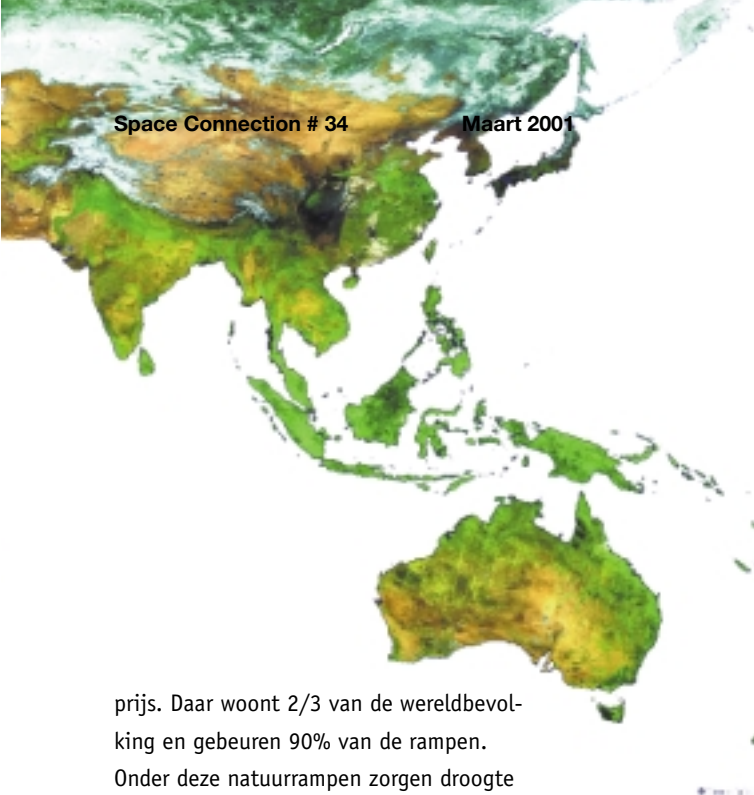 Space Connection # 34 Maart 2001
prijs. Daar woont 2/3 van de wereldbevol-
king en gebeuren 90% van de rampen.
Onder deze natuurrampen zorgen droogte